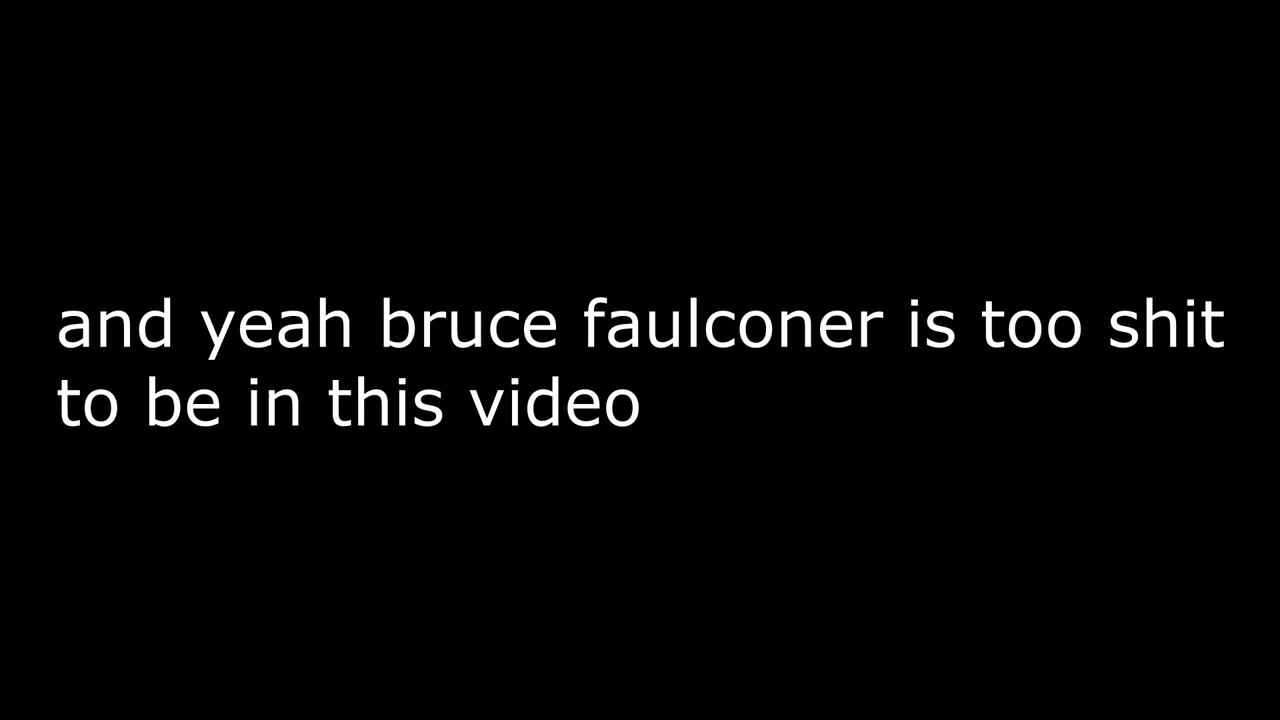 and yeah bruce faulconer is too shit
to be in this video